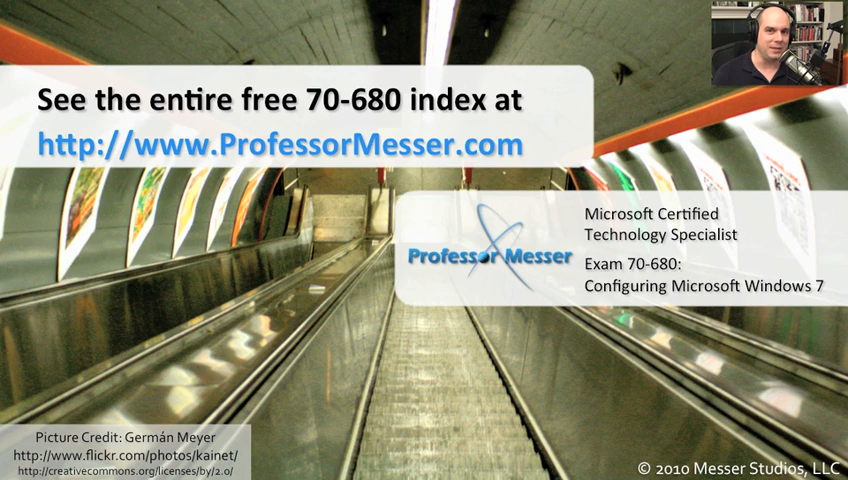 See the entire free 70-680 index at
http://www.ProfessorMesser.com
Professor Messer
Microsoft Certified
Technology Specialist
Exam 70-680:
Configuring Microsoft Windows 7
Picture Credit: Germán Meyer
http://www.flickr.com/photos/kainet/
http://creativecommons.org/licenses/by/2.0/
© 2010 Messer Studios, LLC